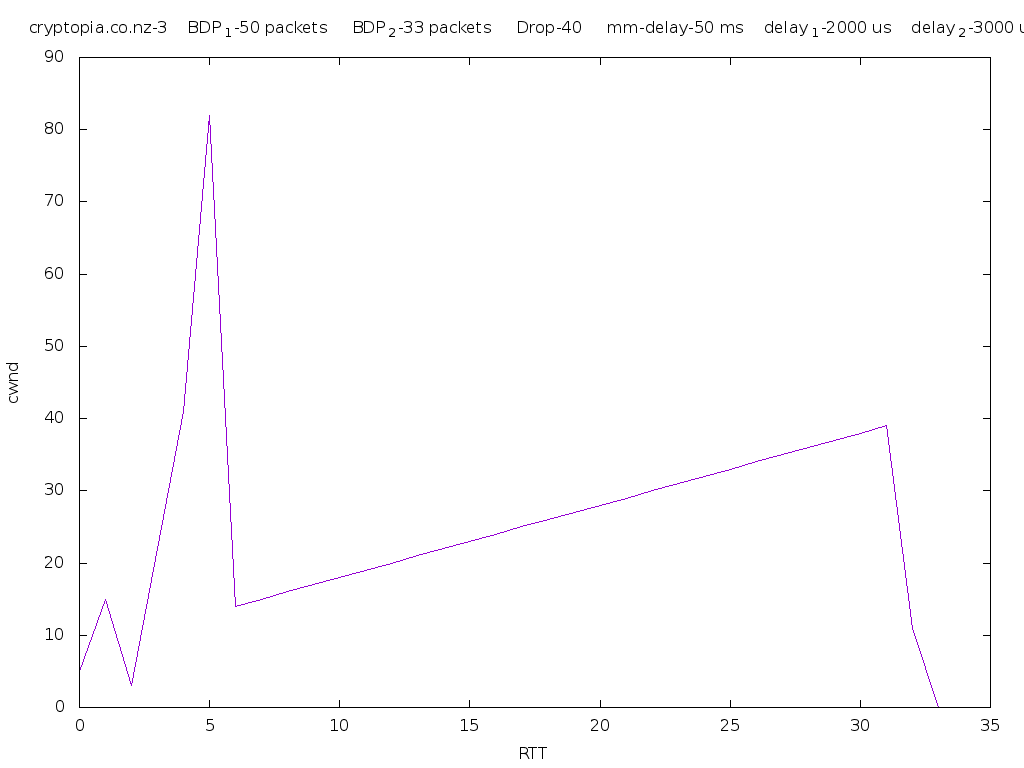 cryptopia.co.nz-3 BDP1-50 packets BDP2-33 packets Drop-40 mm-delay-50 ms delay1-2000 us delay2-3000 u
90
80
70
60
50
40
30
20
10
0
cwnd
0 5 10 15 20 25 30 35
RTT